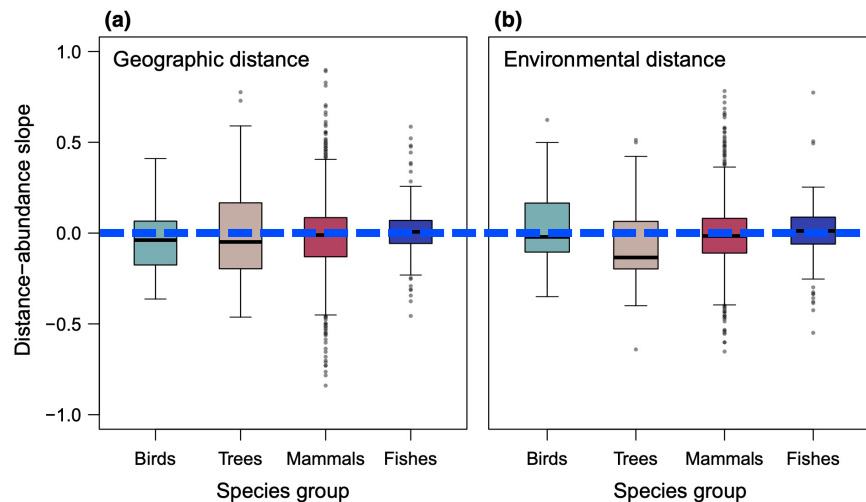 (a)
(b)
Geographic distance
Environmental distance
Distance−abundance slope
1.0
0.5
0.0
−0.5
−1.0
Birds Trees Mammals Fishes
Birds Trees Mammals Fishes
Species group
Species group